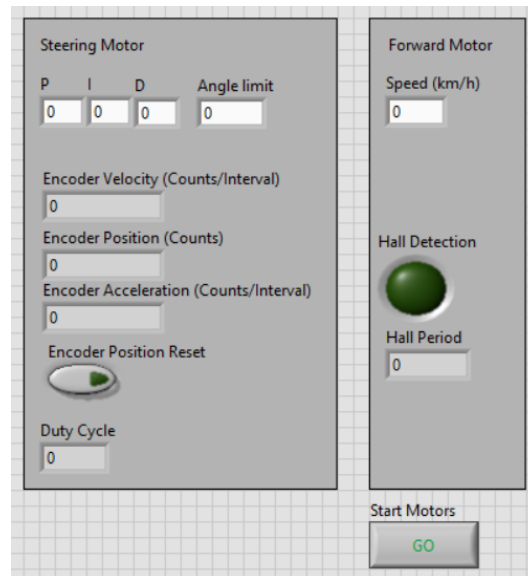 Steering Motor
P I D Angle limit
0 0 0 0
Encoder Velocity (Counts/Interval)
0
Encoder Position (Counts)
0
Encoder Acceleration (Counts/Interval)
0
Encoder Position Reset
Duty Cycle
0
Forward Motor
Speed (km/h)
0
Hall Detection
Hall Period
0
Start Motors
GO